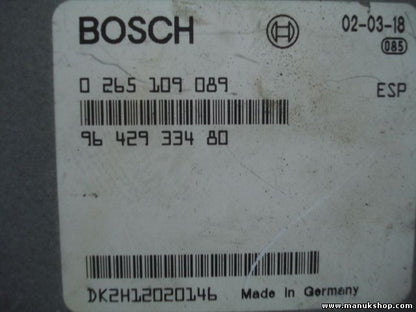 BOSCH
02-03-18
085
0 265 109 089
ESP
96 429 334 80
DK2H12020146 Made in Germany
www.manukshop.com